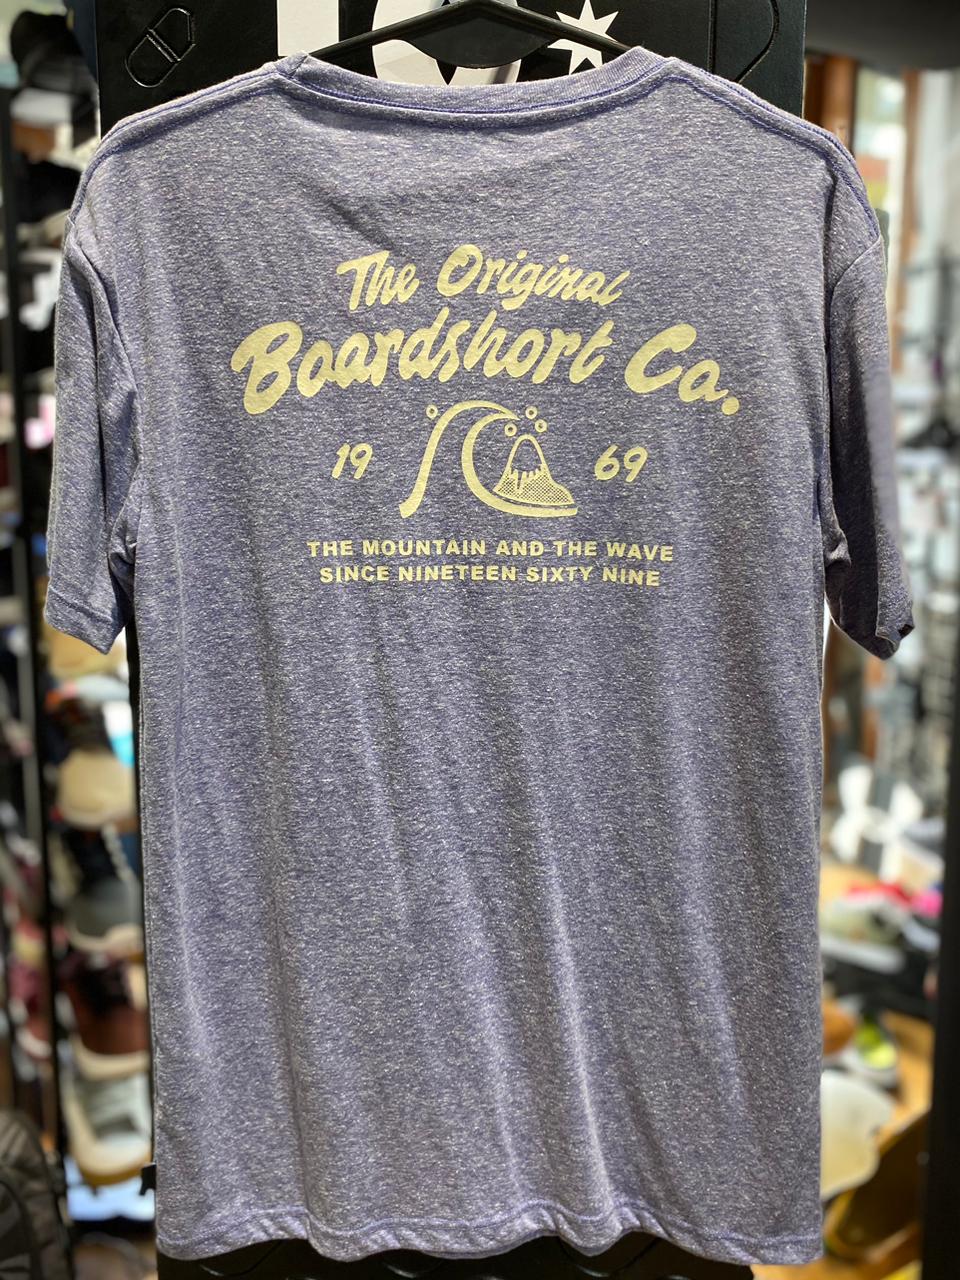 The Original
Boardshort Co.
19 69
THE MOUNTAIN AND THE WAVE
SINCE NINETEEN SIXTY NINE